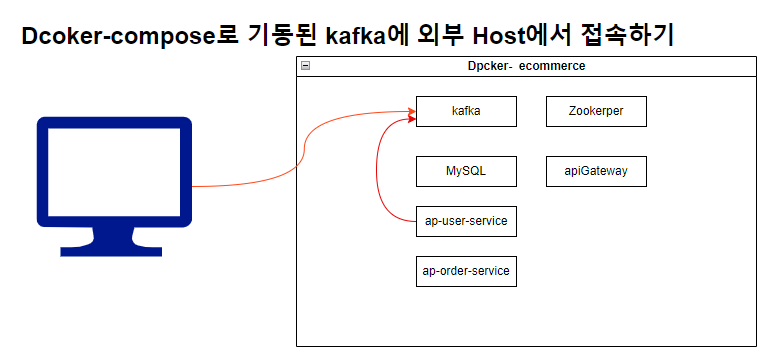 Dcoker-compose로 기동된 kafka에 외부 Host에서 접속하기
Dpcker- ecommerce
kafka
Zookerper
MySQL
apiGateway
ap-user-service
ap-order-service